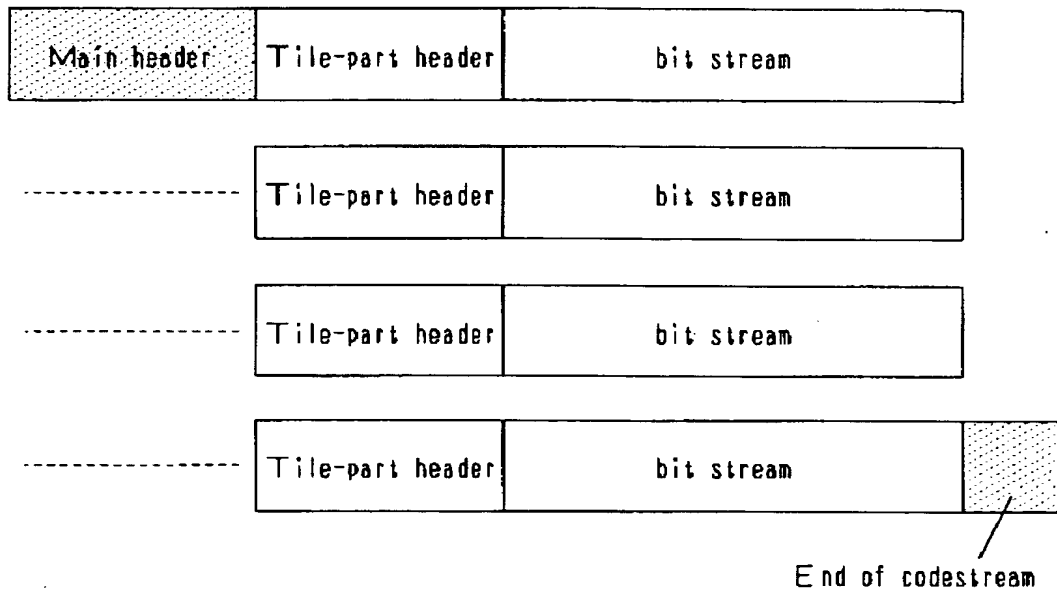 Main header Tile-part header bit stream
Tile-part header bit stream
Tile-part header bit stream
Tile-part header bit stream
End of codestream